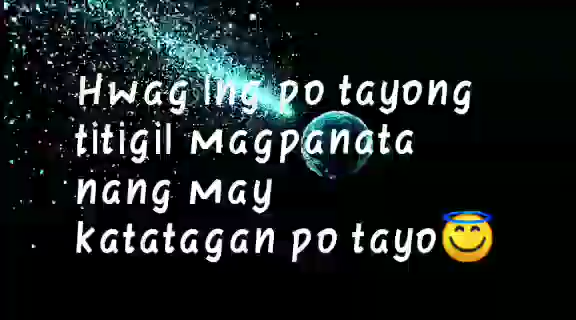 Hwag lng po tayong
titigil Magpanata
nang May
katatagan po tayo😇